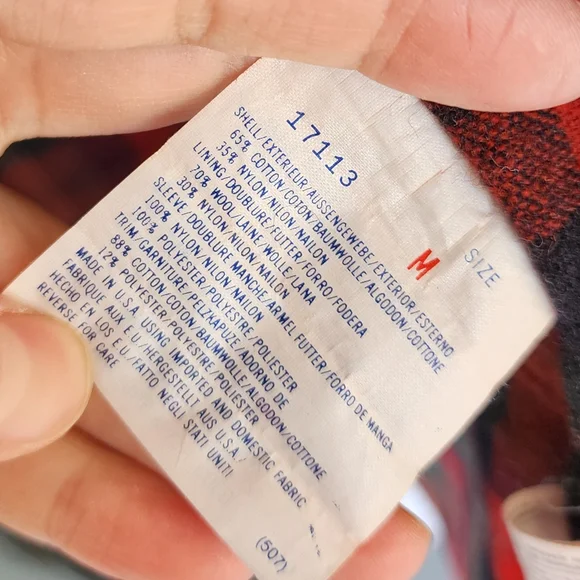 17113
SHELL/EXTERIEUR/AUSSENGEWEBE/EXTERIOR/ESTERNO
65% COTTON/COTON/BAUMWOLLE/ALGODON/COTTONE
35% NYLON/NILON/NAILON
LINING DOUBLURE/FUTTER/FORRO/FODERA
70% WOOL/LAINE/WOLLE/LANA
30% NYLON/NILON/NAILON
SLEEVE/DOUBLURE MANCHE/ARMEL FUTTER/FORRO DE MANGA
100% NYLON/NILON/NAILON
100% POLYESTER/POLYESTRE/POLIESTER
TRIM/GARNITURE/PELZKAPUZE/ADORNO DE
88% COTTON/COTON/BAUMWOLLE/ALGODON/COTTONE
12% POLYESTER/POLYESTRE/POLIESTER
MADE IN U.S.A. USING IMPORTED AND DOMESTIC FABRIC
FABRIQUE AUX E.U./HERGESTELLT AUS U.S.A./
HECHO EN LOS E.U./FATTO NEGLI STATI UNITI
REVERSE FOR CARE
SIZE
M
(507)